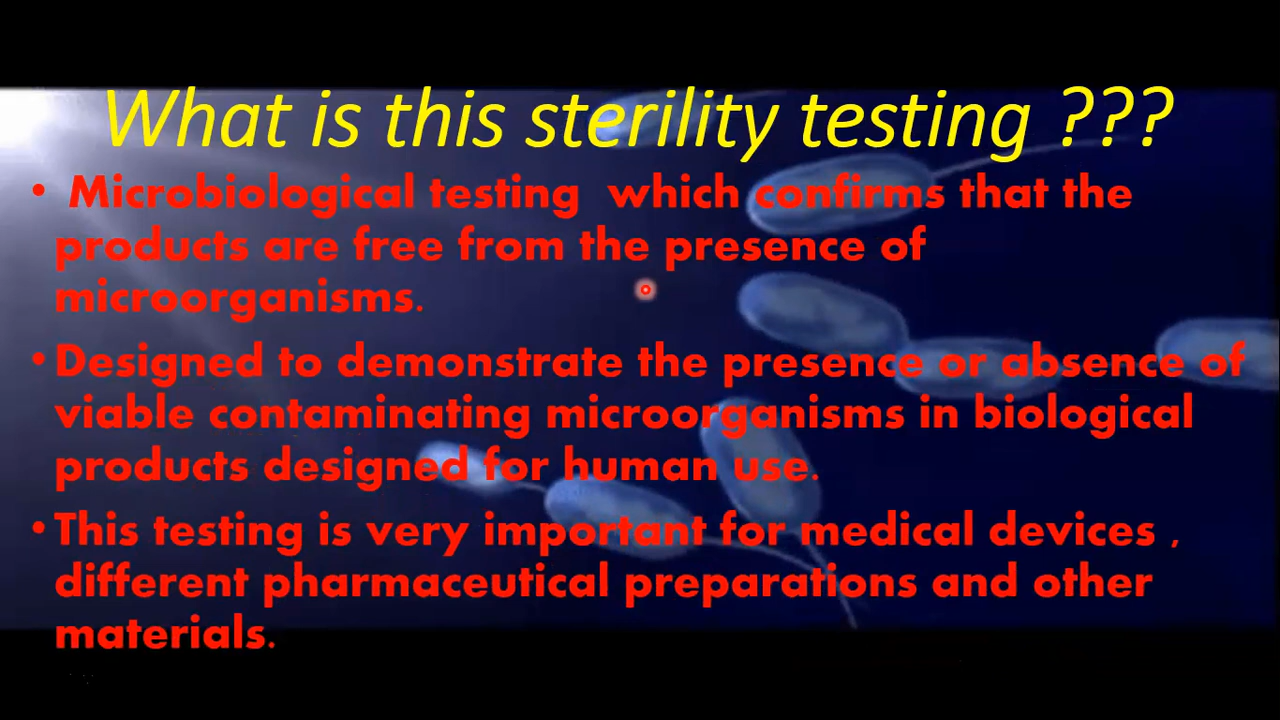 What is this sterility testing ???
• Microbiological testing which confirms that the
products are free from the presence of
microorganisms.
• Designed to demonstrate the presence or absence of
viable contaminating microorganisms in biological
products designed for human use.
• This testing is very important for medical devices ,
different pharmaceutical preparations and other
materials.